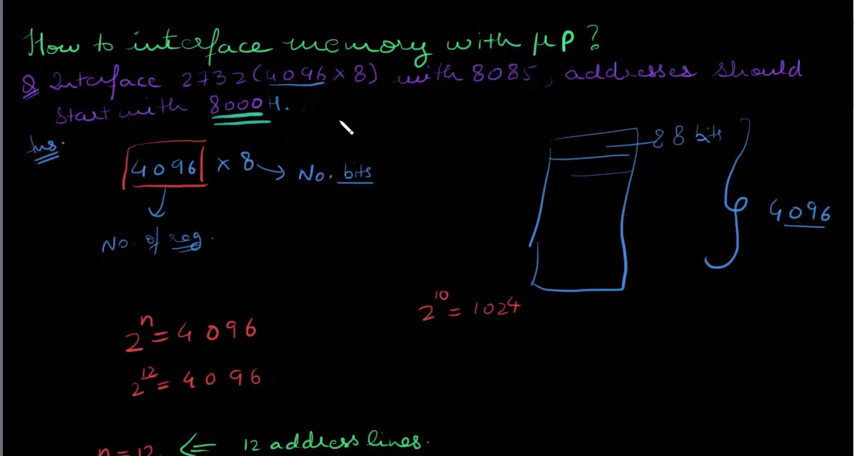 How to interface memory with μP?
Q Interface 2732 (4096 × 8) with 8085, addresses should
start with 8000H.
Ans.
4096 × 8 → No. bits
No. of reg.
8 8 bits
4096
2^10 = 1024
2^n = 4096
2^12 = 4096
n = 12. ⇐ 12 address lines.